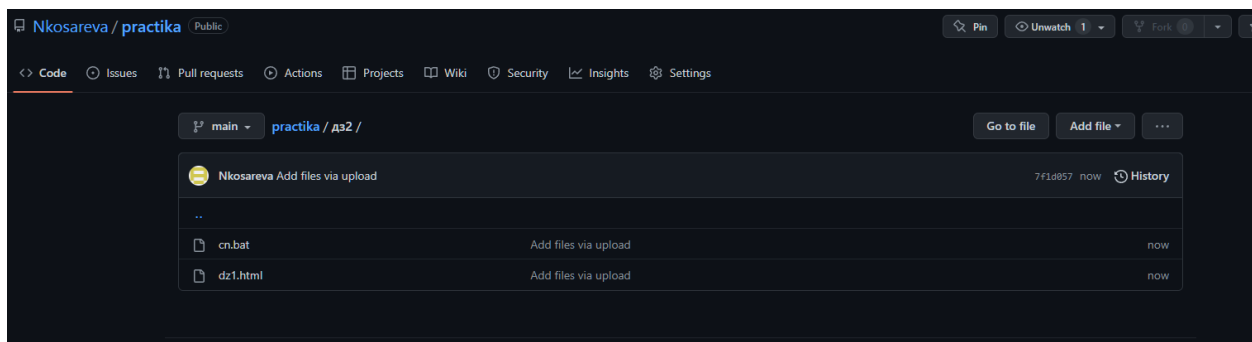 Nkosareva / practika Public Pin Unwatch 1 Fork 0
Code Issues Pull requests Actions Projects Wiki Security Insights Settings
main practika / дз2 / Go to file Add file ...
Nkosareva Add files via upload 7f1d057 now History
..
cn.bat Add files via upload now
dz1.html Add files via upload now